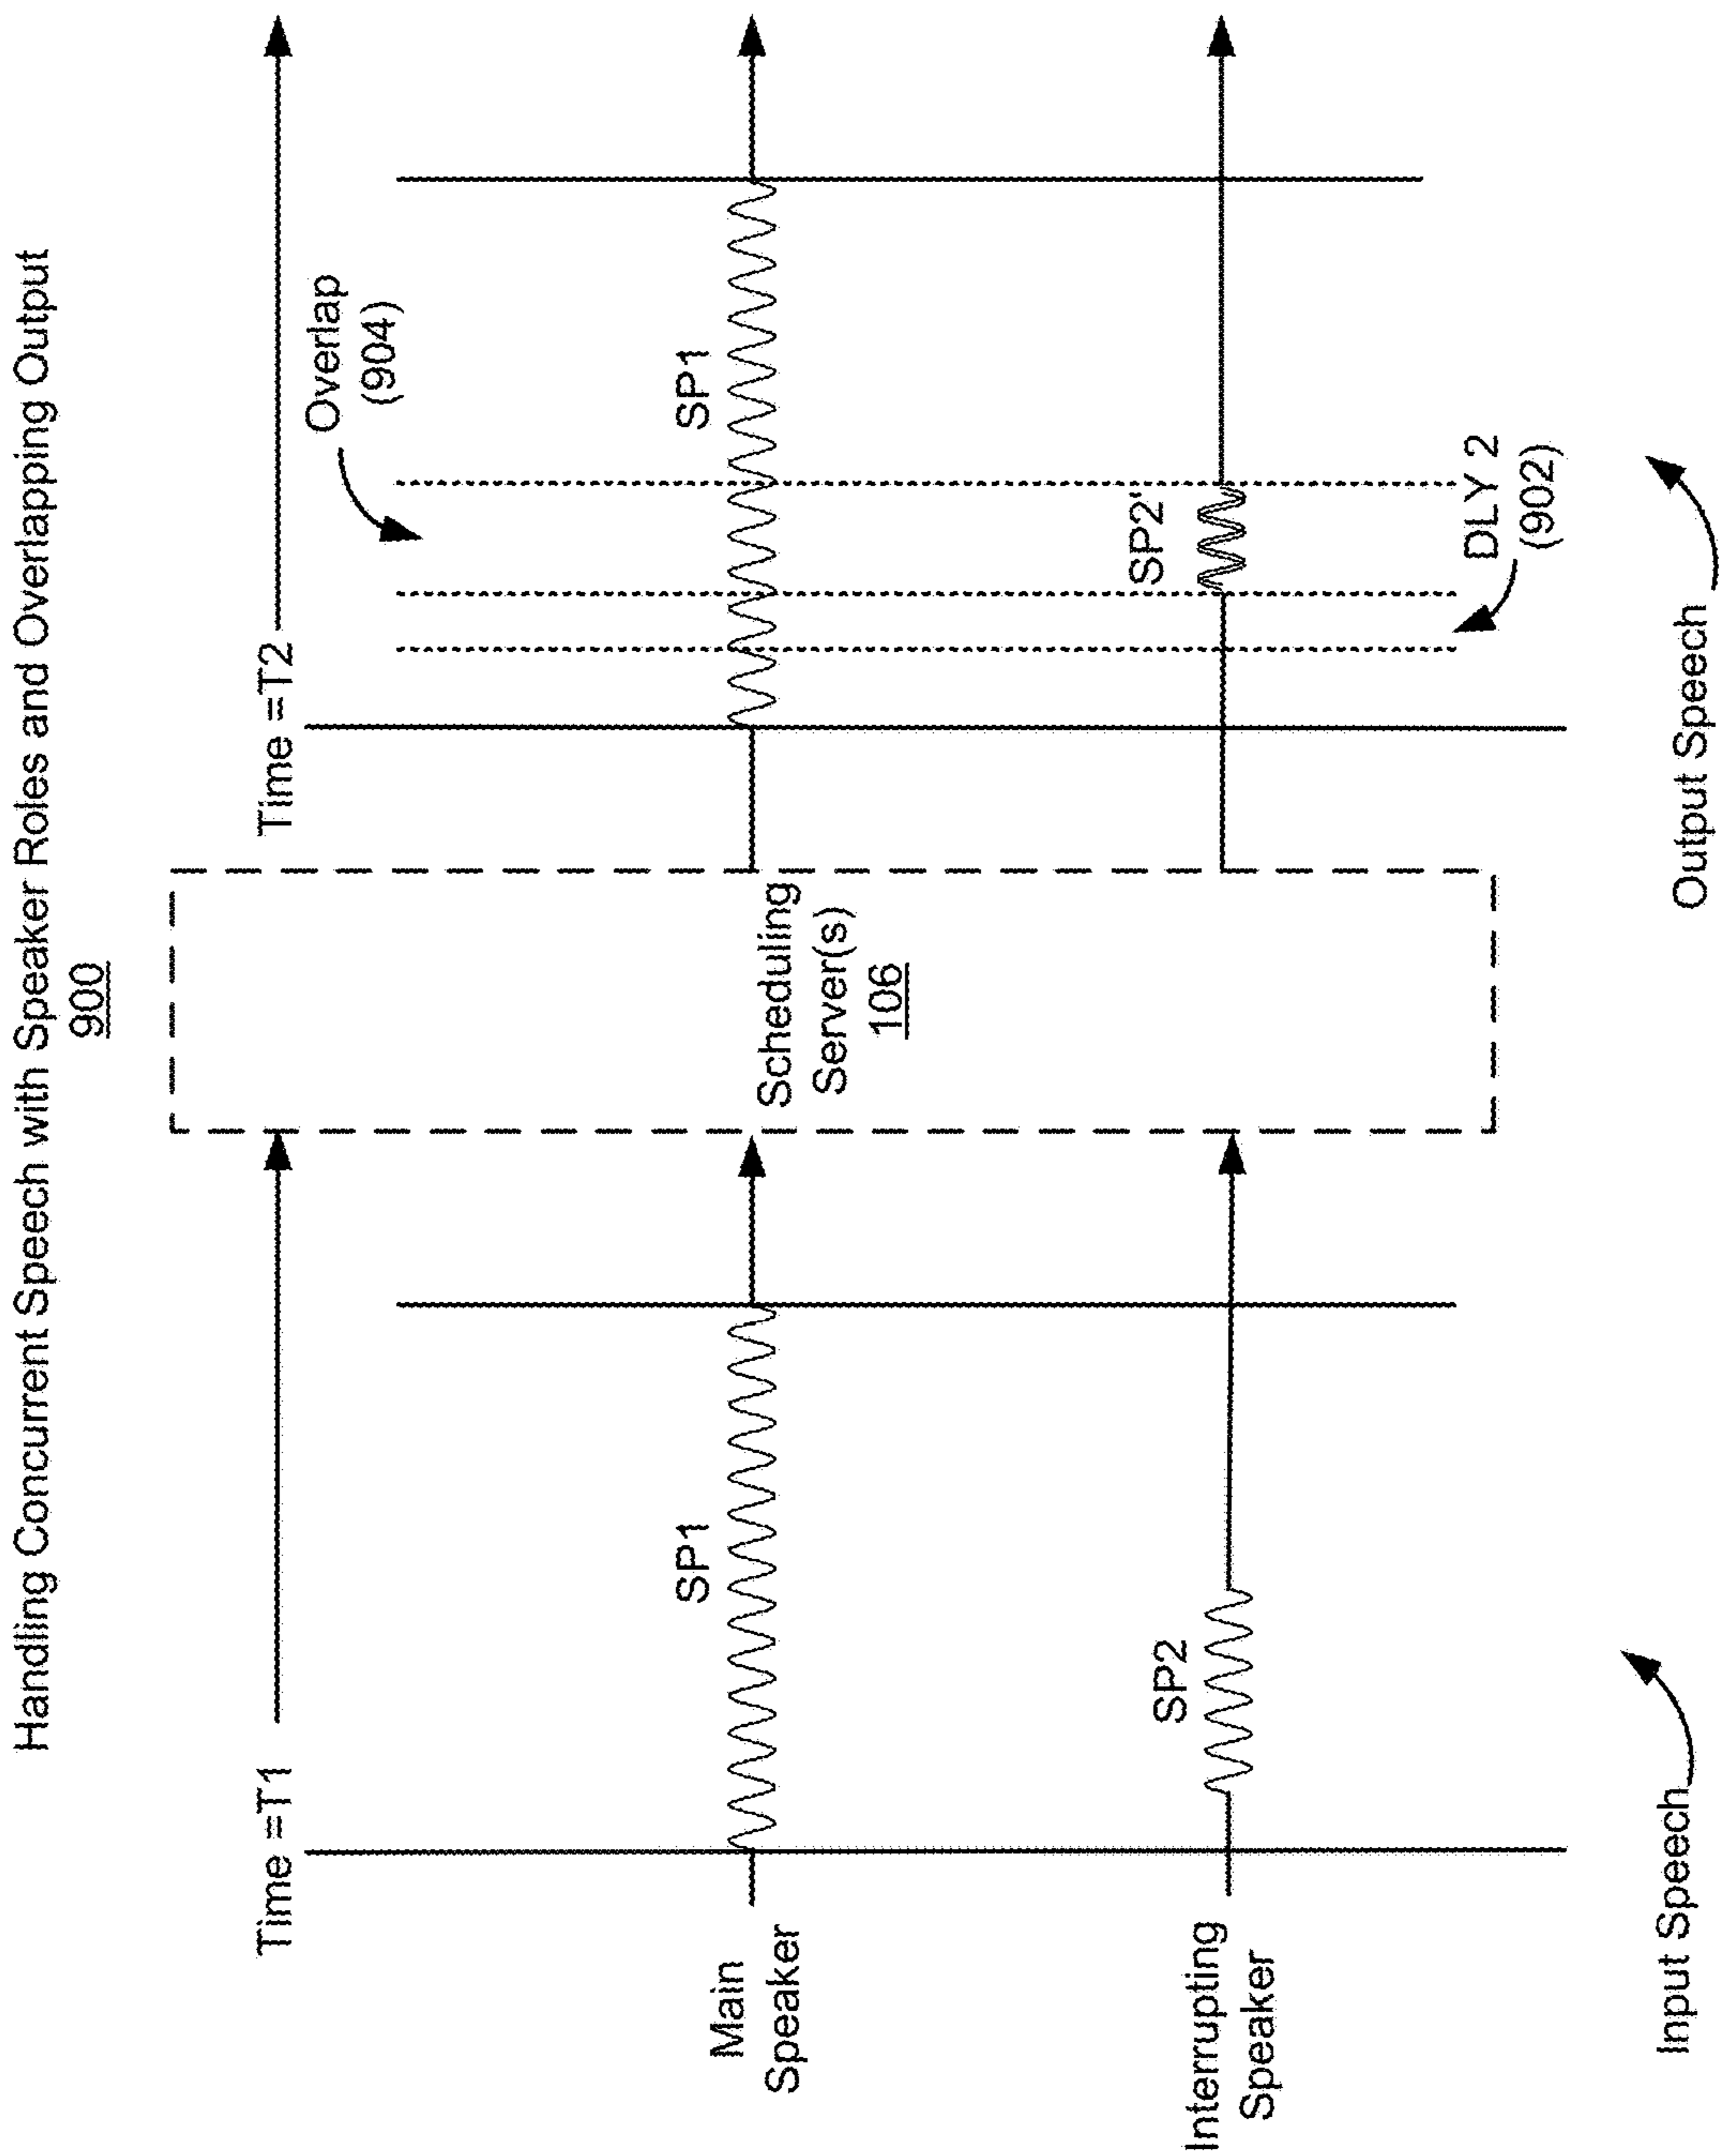 Handling Concurrent Speech with Speaker Roles and Overlapping Output
900
Time =T1
Time =T2
Overlap
(904)
Main
Speaker
SP1
Scheduling
Server(s)
106
SP1
Interrupting
Speaker
SP2
SP2'
DLY 2
(902)
Input Speech
Output Speech